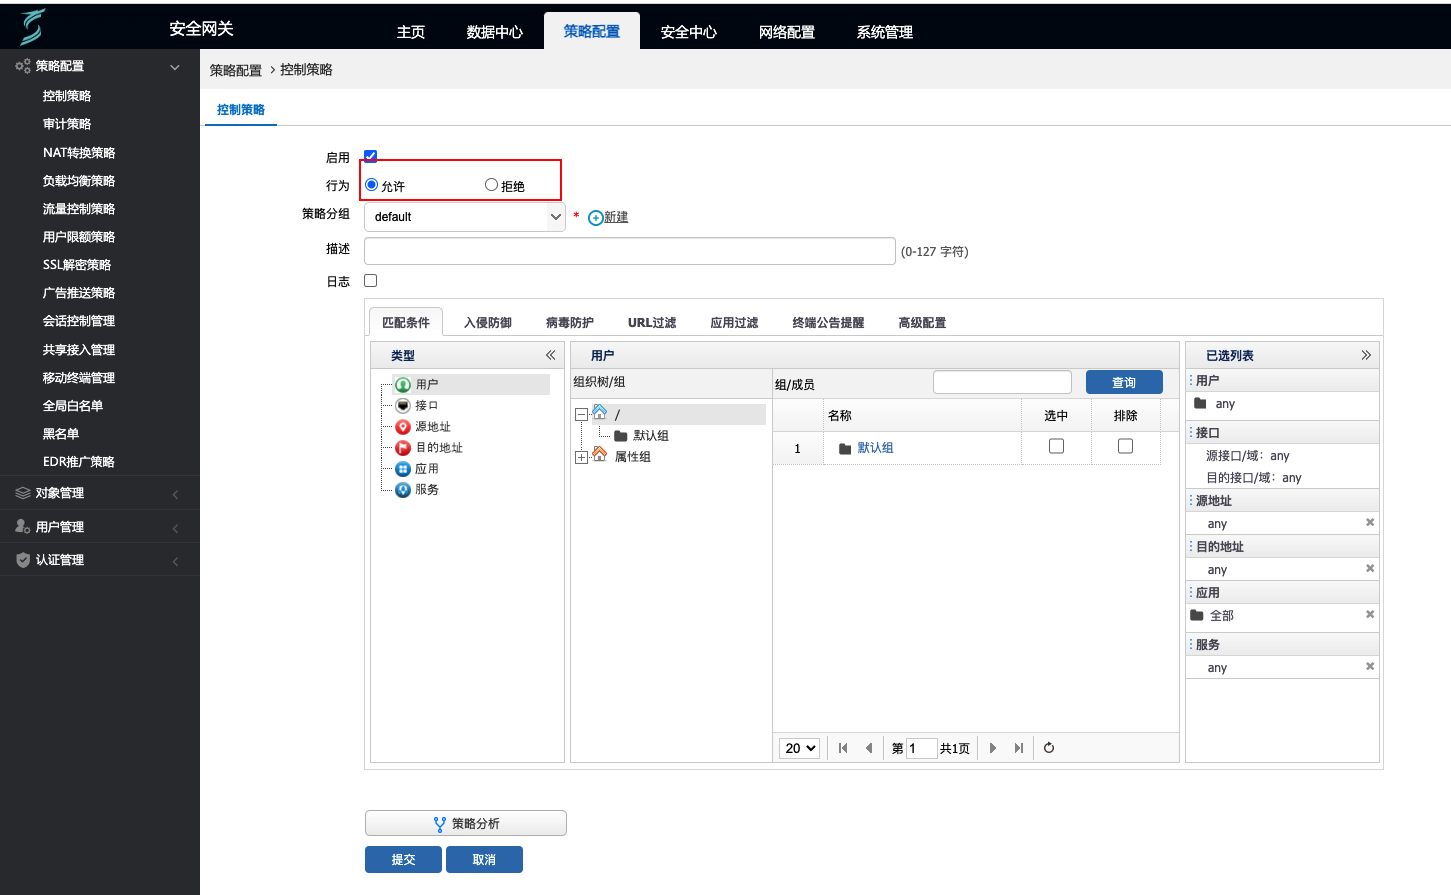 安全网关
主页
数据中心
策略配置
安全中心
网络配置
系统管理
策略配置
控制策略
审计策略
NAT转换策略
负载均衡策略
流量控制策略
用户限额策略
SSL解密策略
广告推送策略
会话控制管理
共享接入管理
移动终端管理
全局白名单
黑名单
EDR推广策略
对象管理
用户管理
认证管理
策略配置 > 控制策略
控制策略
启用
行为 允许 拒绝
策略分组 default * 新建
描述 (0-127 字符)
日志
匹配条件 入侵防御 病毒防护 URL过滤 应用过滤 终端公告提醒 高级配置
类型
用户
接口
源地址
目的地址
应用
服务
用户
组织树/组
/
默认组
属性组
组/成员 查询
名称 选中 排除
1 默认组
20 第 1 共1页
已选列表
用户
any
接口
源接口/域: any
目的接口/域: any
源地址
any
目的地址
any
应用
全部
服务
any
策略分析
提交 取消